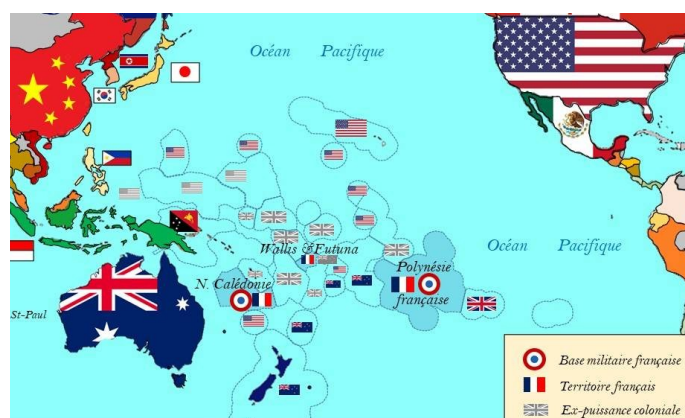 Océan Pacifique
Wallis & Futuna
Océan Pacifique
N. Calédonie
Polynésie
française
St-Paul
Base militaire française
Territoire français
Ex-puissance coloniale